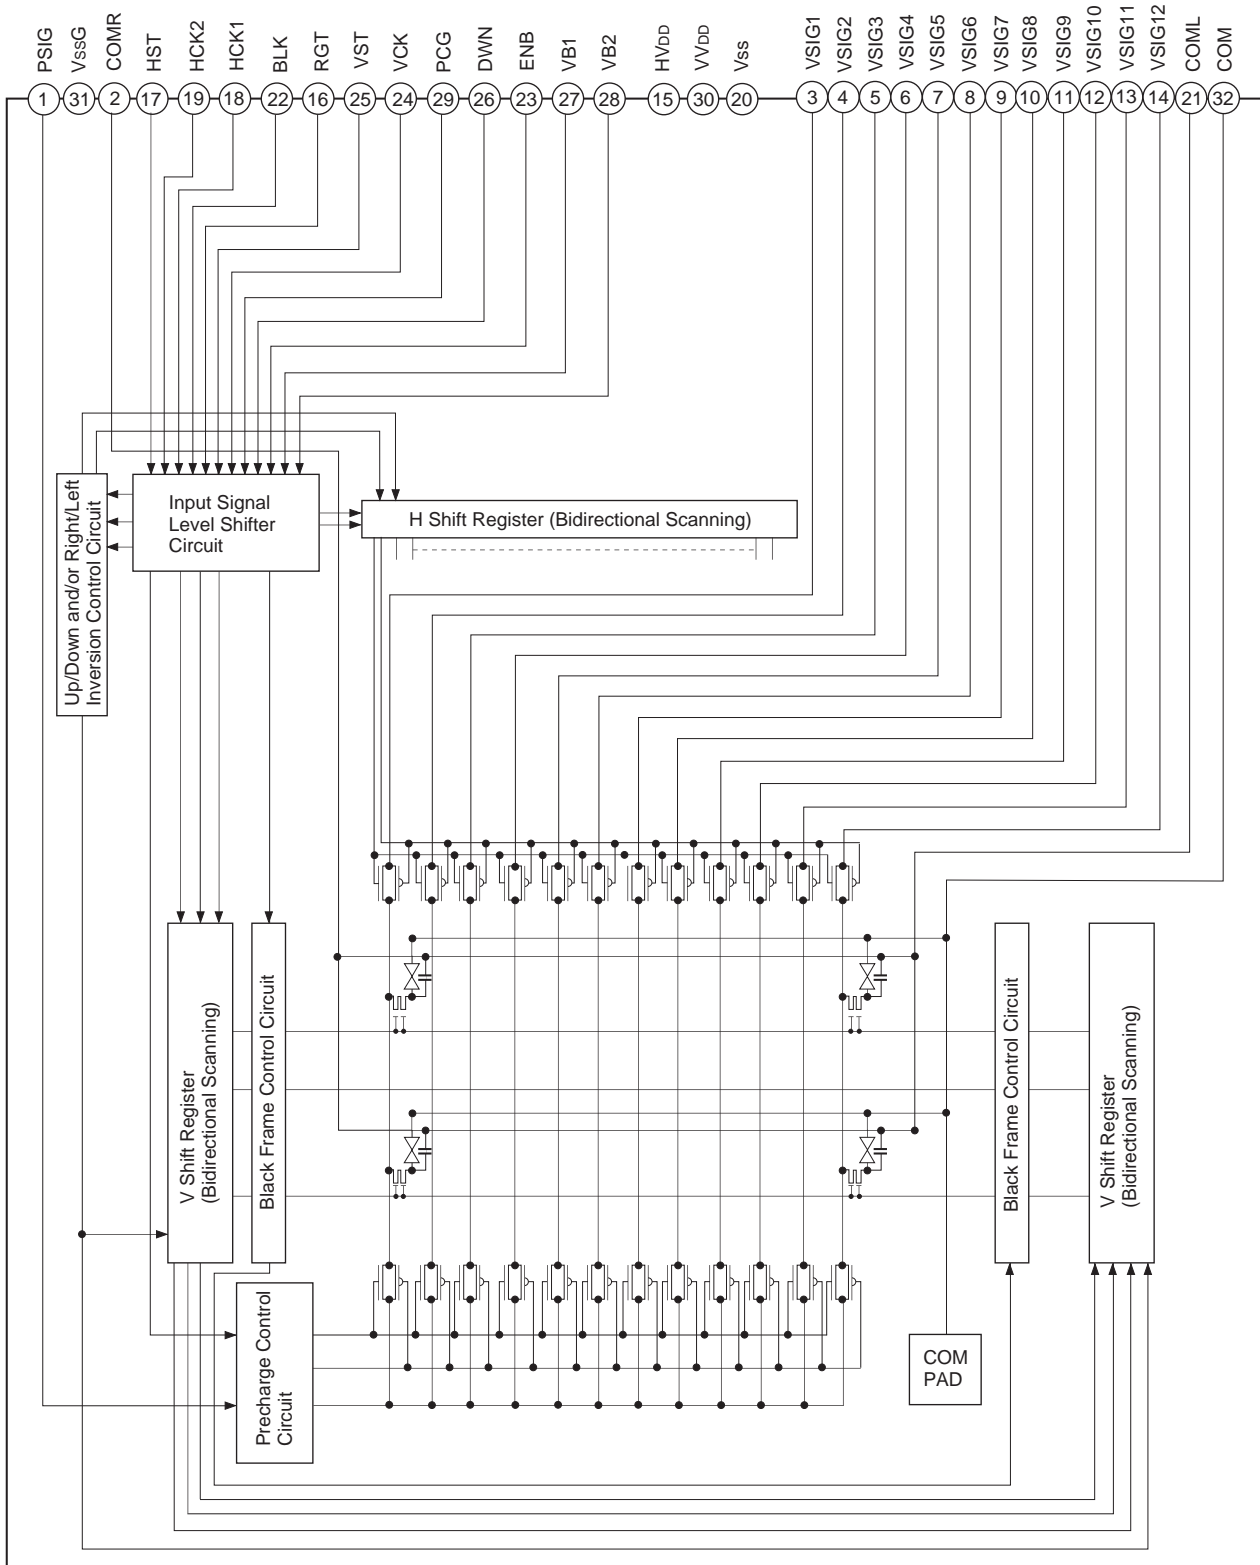 PSIG
VssG
COMR
HST
HCK2
HCK1
BLK
RGT
VST
VCK
PCG
DWN
ENB
VB1
VB2
HVDD
VVDD
Vss
VSIG1
VSIG2
VSIG3
VSIG4
VSIG5
VSIG6
VSIG7
VSIG8
VSIG9
VSIG10
VSIG11
VSIG12
COML
COM
1
31
2
17
19
18
22
16
25
24
29
26
23
27
28
15
30
20
3
4
5
6
7
8
9
10
11
12
13
14
21
32
Up/Down and/or Right/Left
Inversion Control Circuit
Input Signal
Level Shifter
Circuit
H Shift Register (Bidirectional Scanning)
V Shift Register
(Bidirectional Scanning)
Black Frame Control Circuit
Black Frame Control Circuit
V Shift Register
(Bidirectional Scanning)
Precharge Control
Circuit
COM
PAD